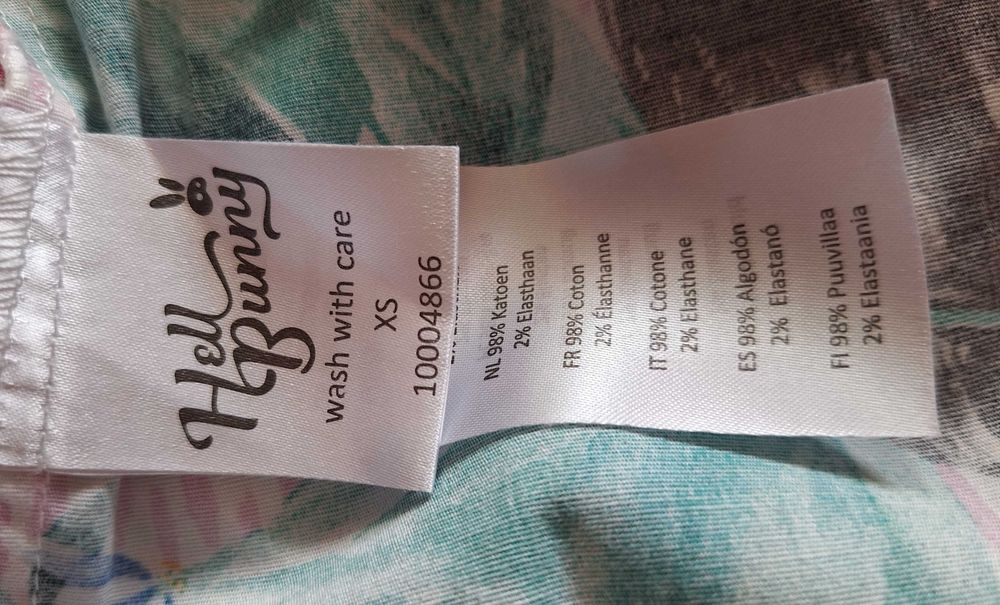 Hell
Bunny
wash with care
XS
10004866
NL 98% Katoen
2% Elasthaan
FR 98% Coton
2% Élasthanne
IT 98% Cotone
2% Elasthane
ES 98% Algodón
2% Elastanó
FI 98% Puuvillaa
2% Elastaania